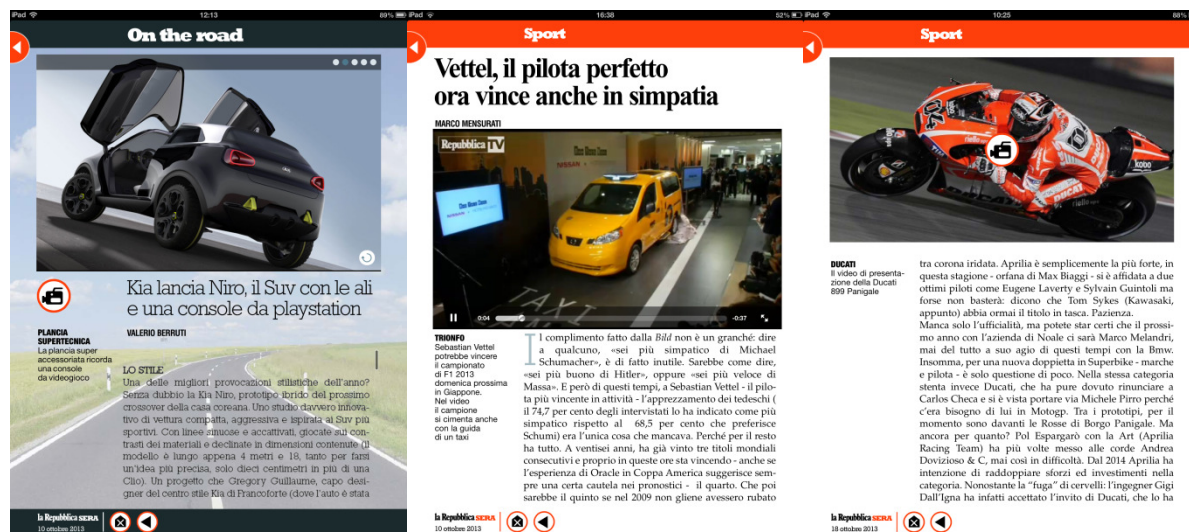 iPad
12:13
89%
On the road
Kia lancia Niro, il Suv con le ali
e una console da playstation
PLANCIA
SUPERTECNICA
La plancia super
accessoriata ricorda
una console
da videogioco
VALERIO BERRUTI
LO STILE
Una delle migliori provocazioni stilistiche dell'anno?
Senza dubbio la Kia Niro, prototipo ibrido del prossimo
crossover della casa coreana. Uno studio davvero innova-
tivo di vettura compatta, aggressiva e ispirata ai Suv più
sportivi. Con linee sinuose e accattivati, giocate sui con-
trasti dei materiali e declinate in dimensioni contenute (il
modello è lungo appena 4 metri e 18, tanto per farsi
un'idea più precisa, solo dieci centimetri in più di una
Clio). Un progetto che Gregory Guillaume, capo desi-
gner del centro stile Kia di Francoforte (dove l'auto è stata
la Repubblica SERA
10 ottobre 2013
iPad
16:38
52%
Sport
Vettel, il pilota perfetto
ora vince anche in simpatia
MARCO MENSURATI
Repubblica TV
TAXI
0:04
-0:37
TRIONFO
Sebastian Vettel
potrebbe vincere
il campionato
di F1 2013
domenica prossima
in Giappone.
Nel video
il campione
si cimenta anche
con la guida
di un taxi
Il complimento fatto dalla Bild non è un granché: dire
a qualcuno, «sei più simpatico di Michael
Schumacher», è di fatto inutile. Sarebbe come dire,
«sei più buono di Hitler», oppure «sei più veloce di
Massa». E però di questi tempi, a Sebastian Vettel - il pilo-
ta più vincente in attività - l'apprezzamento dei tedeschi (
il 74,7 per cento degli intervistati lo ha indicato come più
simpatico rispetto al 68,5 per cento che preferisce
Schumi) era l'unica cosa che mancava. Perché per il resto
ha tutto. A ventisei anni, ha già vinto tre titoli mondiali
consecutivi e proprio in queste ore sta vincendo - anche se
l'esperienza di Oracle in Coppa America suggerisce sem-
pre una certa cautela nei pronostici - il quarto. Che poi
sarebbe il quinto se nel 2009 non gliene avessero rubato
la Repubblica SERA
10 ottobre 2013
iPad
10:25
88%
Sport
04
kobo
DUCATI
DUCATI
Il video di presenta-
zione della Ducati
899 Panigale
tra corona iridata. Aprilia è semplicemente la più forte, in
questa stagione - orfana di Max Biaggi - si è affidata a due
ottimi piloti come Eugene Laverty e Sylvain Guintoli ma
forse non basterà: dicono che Tom Sykes (Kawasaki,
appunto) abbia ormai il titolo in tasca. Pazienza.
Manca solo l'ufficialità, ma potete star certi che il prossi-
mo anno con l'azienda di Noale ci sarà Marco Melandri,
mai del tutto a suo agio di questi tempi con la Bmw.
Insomma, per una nuova doppietta in Superbike - marche
e pilota - è solo questione di poco. Nella stessa categoria
stenta invece Ducati, che ha pure dovuto rinunciare a
Carlos Checa e si è vista portare via Michele Pirro perché
c'era bisogno di lui in Motogp. Tra i prototipi, per il
momento sono davanti le Rosse di Borgo Panigale. Ma
ancora per quanto? Pol Espargarò con la Art (Aprilia
Racing Team) ha più volte messo alle corde Andrea
Dovizioso & C, mai così in difficoltà. Dal 2014 Aprilia ha
intenzione di raddoppiare sforzi ed investimenti nella
categoria. Nonostante la "fuga" di cervelli: l'ingegner Gigi
Dall'Igna ha infatti accettato l'invito di Ducati, che lo ha
la Repubblica SERA
18 ottobre 2013